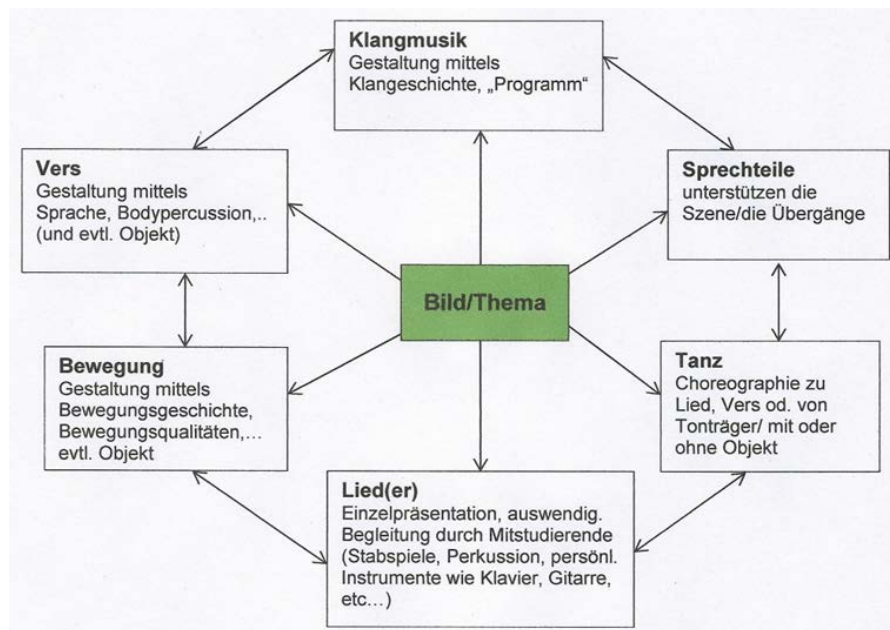 Klangmusik
Gestaltung mittels
Klangeschichte, „Programm“
Vers
Gestaltung mittels
Sprache, Bodypercussion,..
(und evtl. Objekt)
Sprechteile
unterstützen die
Szene/die Übergänge
Bild/Thema
Bewegung
Gestaltung mittels
Bewegungsgeschichte,
Bewegungsqualitäten,...
evtl. Objekt
Tanz
Choreographie zu
Lied, Vers od. von
Tonträger/ mit oder
ohne Objekt
Lied(er)
Einzelpräsentation, auswendig.
Begleitung durch Mitstudierende
(Stabspiele, Perkussion, persönl.
Instrumente wie Klavier, Gitarre,
etc...)